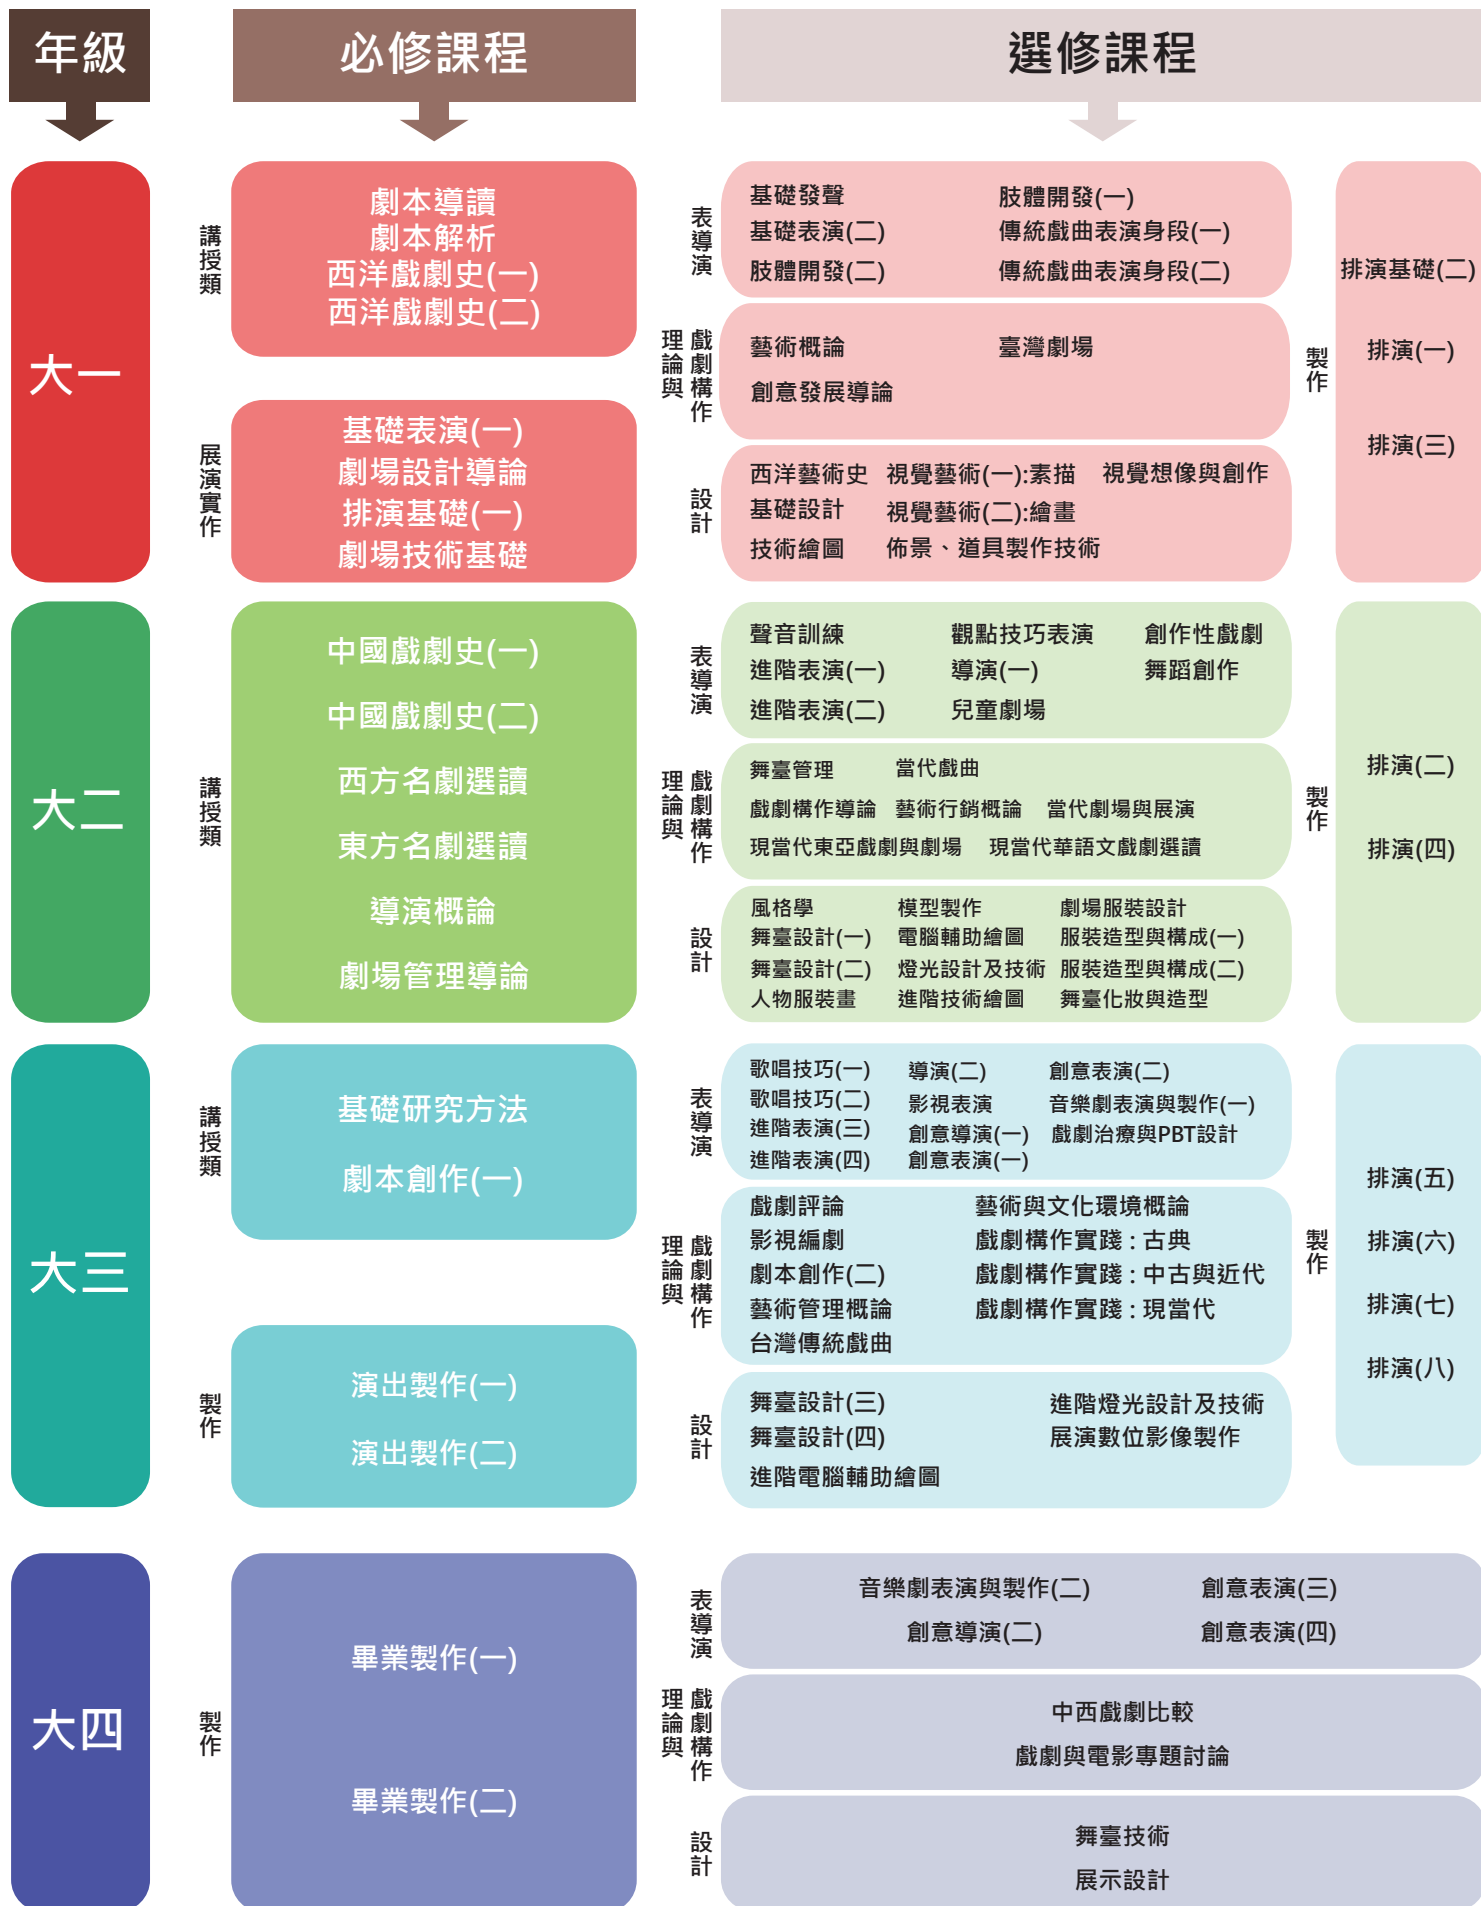 年級
必修課程
選修課程
大一
講授類
劇本導讀
劇本解析
西洋戲劇史(一)
西洋戲劇史(二)
展演實作
基礎表演(一)
劇場設計導論
排演基礎(一)
劇場技術基礎
表導演
基礎發聲 肢體開發(一)
基礎表演(二) 傳統戲曲表演身段(一)
肢體開發(二) 傳統戲曲表演身段(二)
理論與
戲劇構作
藝術概論 臺灣劇場
創意發展導論
設計
西洋藝術史 視覺藝術(一):素描 視覺想像與創作
基礎設計 視覺藝術(二):繪畫
技術繪圖 佈景、道具製作技術
製作
排演基礎(二)
排演(一)
排演(三)
大二
講授類
中國戲劇史(一)
中國戲劇史(二)
西方名劇選讀
東方名劇選讀
導演概論
劇場管理導論
表導演
聲音訓練 觀點技巧表演 創作性戲劇
進階表演(一) 導演(一) 舞蹈創作
進階表演(二) 兒童劇場
理論與
戲劇構作
舞臺管理 當代戲曲
戲劇構作導論 藝術行銷概論 當代劇場與展演
現當代東亞戲劇與劇場 現當代華語文戲劇選讀
設計
風格學 模型製作 劇場服裝設計
舞臺設計(一) 電腦輔助繪圖 服裝造型與構成(一)
舞臺設計(二) 燈光設計及技術 服裝造型與構成(二)
人物服裝畫 進階技術繪圖 舞臺化妝與造型
製作
排演(二)
排演(四)
大三
講授類
基礎研究方法
劇本創作(一)
製作
演出製作(一)
演出製作(二)
表導演
歌唱技巧(一) 導演(二) 創意表演(二)
歌唱技巧(二) 影視表演 音樂劇表演與製作(一)
進階表演(三) 創意導演(一) 戲劇治療與PBT設計
進階表演(四) 創意表演(一)
理論與
戲劇構作
戲劇評論 藝術與文化環境概論
影視編劇 戲劇構作實踐 : 古典
劇本創作(二) 戲劇構作實踐 : 中古與近代
藝術管理概論 戲劇構作實踐 : 現當代
台灣傳統戲曲
設計
舞臺設計(三) 進階燈光設計及技術
舞臺設計(四) 展演數位影像製作
進階電腦輔助繪圖
製作
排演(五)
排演(六)
排演(七)
排演(八)
大四
製作
畢業製作(一)
畢業製作(二)
表導演
音樂劇表演與製作(二) 創意表演(三)
創意導演(二) 創意表演(四)
理論與
戲劇構作
中西戲劇比較
戲劇與電影專題討論
設計
舞臺技術
展示設計